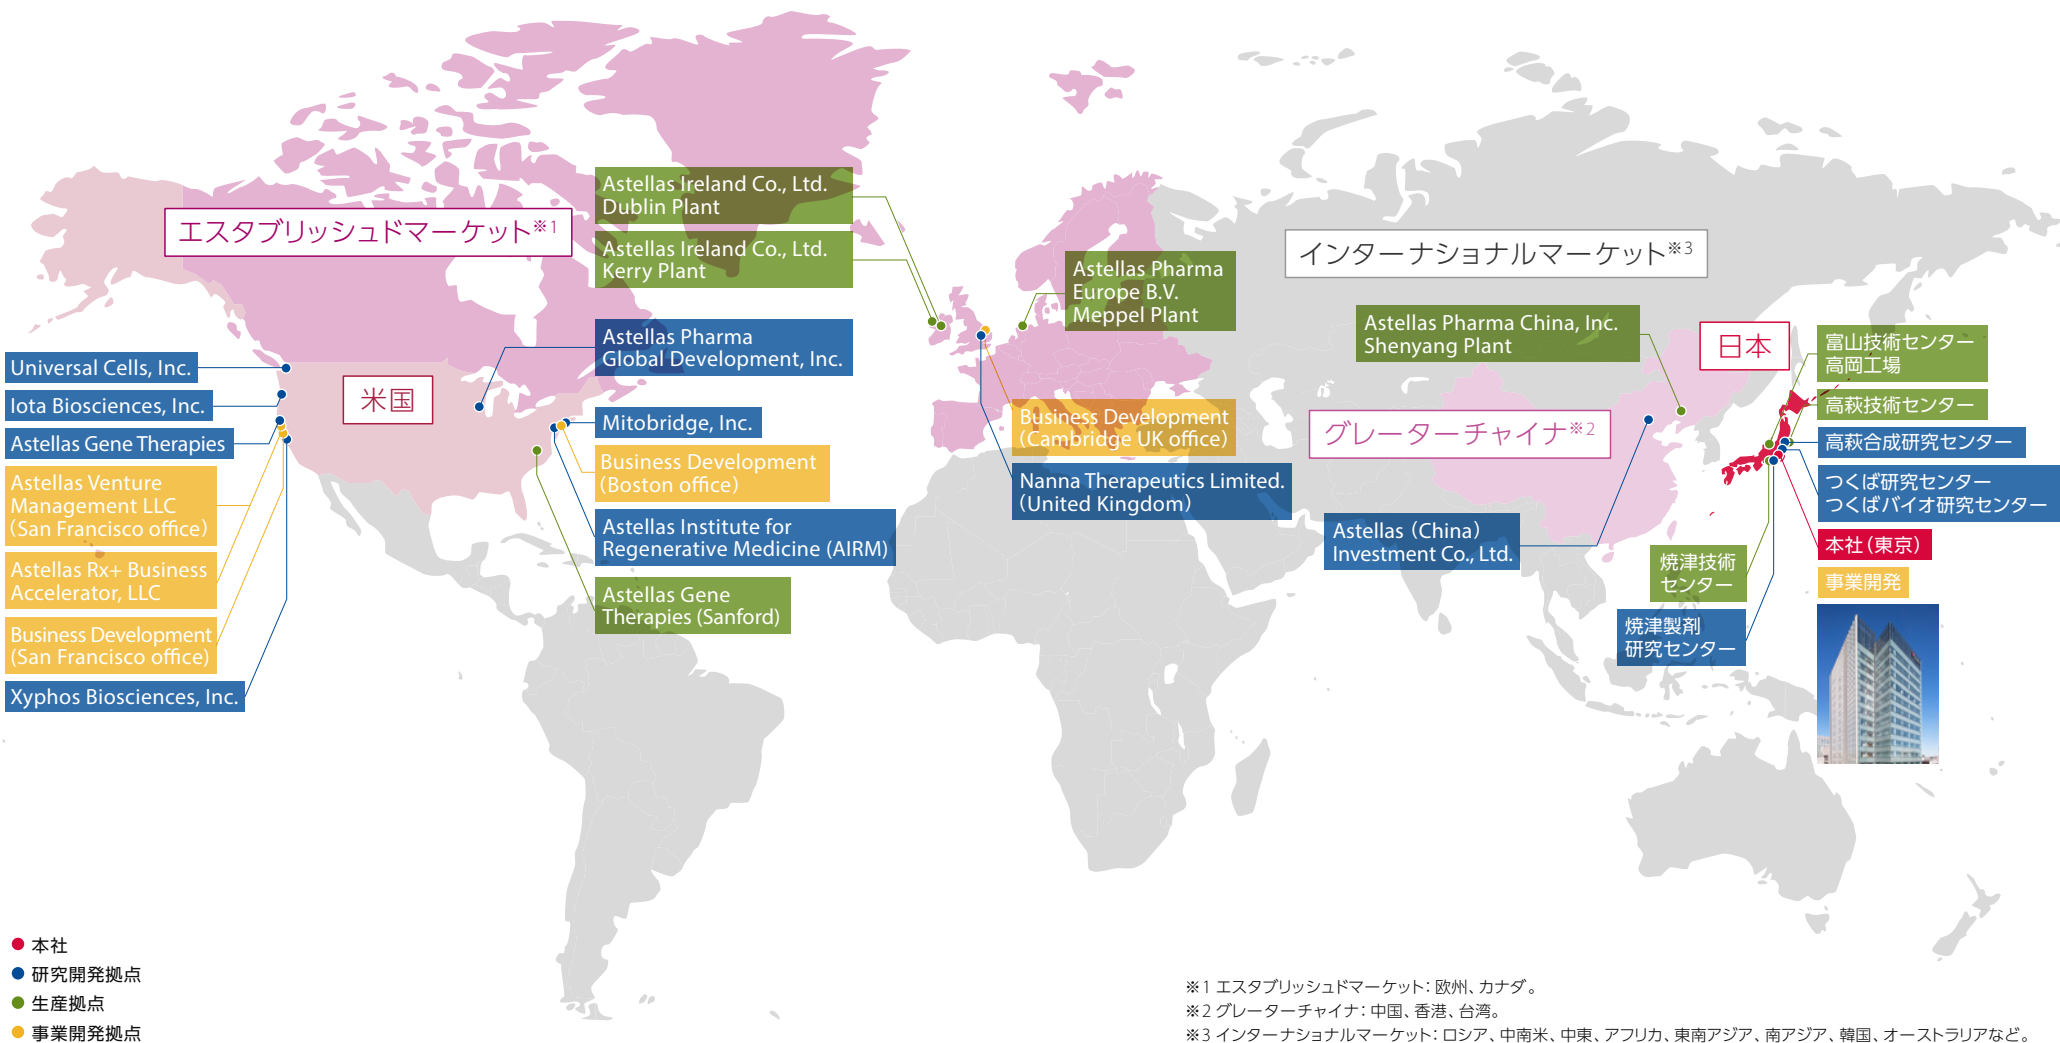 エスタブリッシュドマーケット※1
米国
Universal Cells, Inc.
Iota Biosciences, Inc.
Astellas Gene Therapies
Astellas Venture
Management LLC
(San Francisco office)
Astellas Rx+ Business
Accelerator, LLC
Business Development
(San Francisco office)
Xyphos Biosciences, Inc.
Astellas Ireland Co., Ltd.
Dublin Plant
Astellas Ireland Co., Ltd.
Kerry Plant
Astellas Pharma
Global Development, Inc.
Mitobridge, Inc.
Business Development
(Boston office)
Astellas Institute for
Regenerative Medicine (AIRM)
Astellas Gene
Therapies (Sanford)
Astellas Pharma
Europe B.V.
Meppel Plant
Business Development
(Cambridge UK office)
Nanna Therapeutics Limited.
(United Kingdom)
インターナショナルマーケット※3
Astellas Pharma China, Inc.
Shenyang Plant
グレーターチャイナ※2
Astellas (China)
Investment Co., Ltd.
日本
富山技術センター
高岡工場
高萩技術センター
高萩合成研究センター
つくば研究センター
つくばバイオ研究センター
本社(東京)
事業開発
焼津技術
センター
焼津製剤
研究センター
本社
研究開発拠点
生産拠点
事業開発拠点
※1 エスタブリッシュドマーケット：欧州、カナダ。
※2 グレーターチャイナ：中国、香港、台湾。
※3 インターナショナルマーケット：ロシア、中南米、中東、アフリカ、東南アジア、南アジア、韓国、オーストラリアなど。